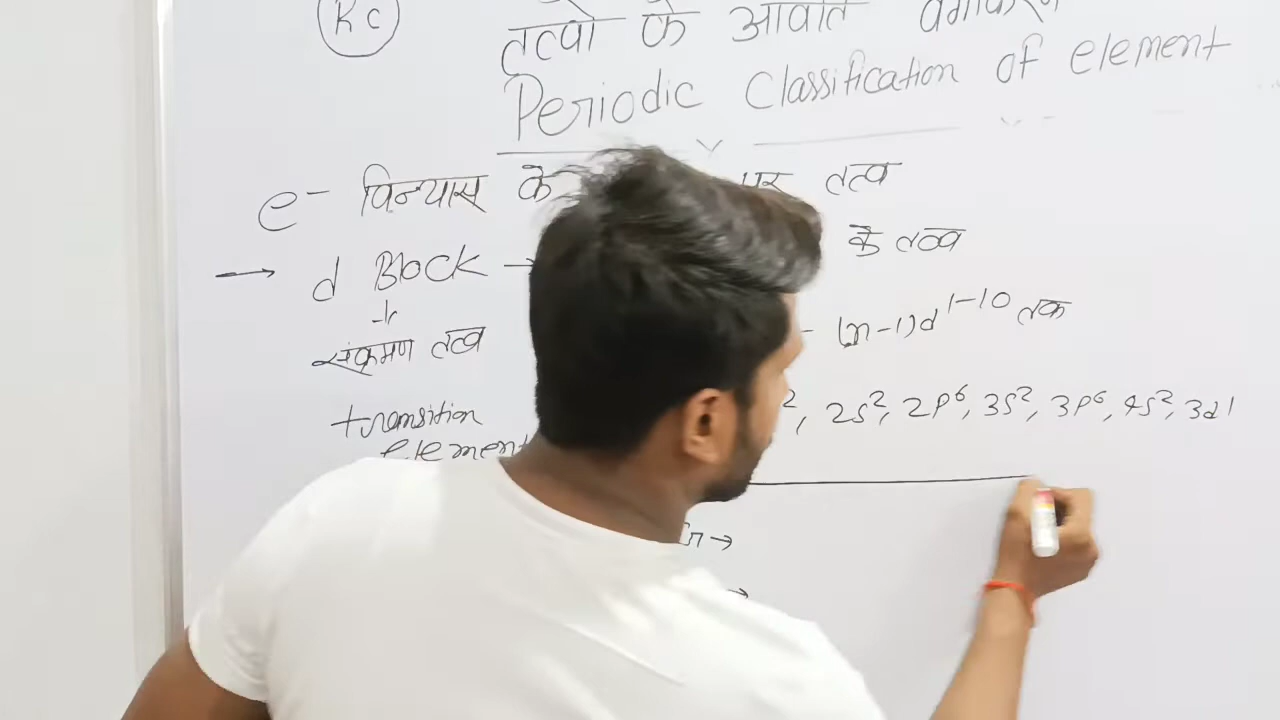 KC
तत्वों के आवर्त वर्गीकरण
Periodic Classification of element
e⁻ विन्यास के पर तत्व
→ d Block → के तत्व
संक्रमण तत्व (n-1)d¹⁻¹⁰ तक
transition 2, 2s², 2p⁶, 3s², 3p⁶, 4s², 3d¹
element
→